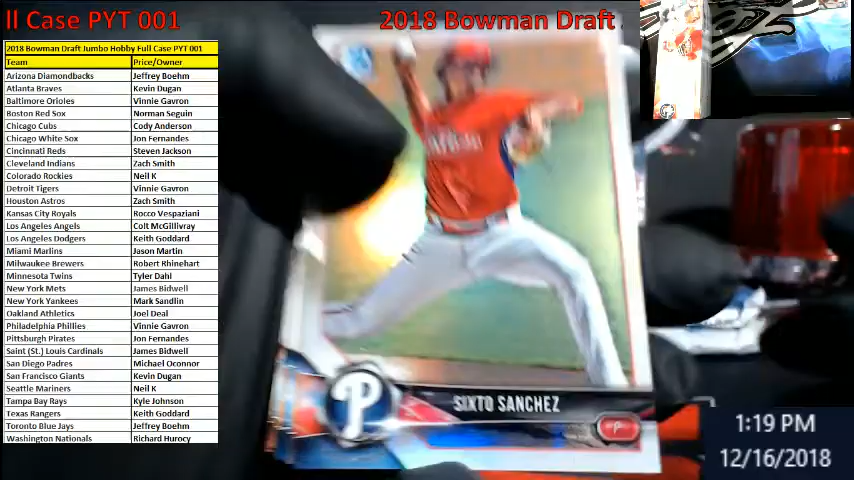 ll Case PYT 001
2018 Bowman Draft
2018 Bowman Draft Jumbo Hobby Full Case PYT 001
Team Price/Owner
Arizona Diamondbacks Jeffrey Boehm
Atlanta Braves Kevin Dugan
Baltimore Orioles Vinnie Gavron
Boston Red Sox Norman Seguin
Chicago Cubs Cody Anderson
Chicago White Sox Jon Fernandes
Cincinnati Reds Steven Jackson
Cleveland Indians Zach Smith
Colorado Rockies Neil K
Detroit Tigers Vinnie Gavron
Houston Astros Zach Smith
Kansas City Royals Rocco Vespaziani
Los Angeles Angels Colt McGillivray
Los Angeles Dodgers Keith Goddard
Miami Marlins Jason Martin
Milwaukee Brewers Robert Rhinehart
Minnesota Twins Tyler Dahl
New York Mets James Bidwell
New York Yankees Mark Sandlin
Oakland Athletics Joel Deal
Philadelphia Phillies Vinnie Gavron
Pittsburgh Pirates Jon Fernandes
Saint (St.) Louis Cardinals James Bidwell
San Diego Padres Michael Oconnor
San Francisco Giants Kevin Dugan
Seattle Mariners Neil K
Tampa Bay Rays Kyle Johnson
Texas Rangers Keith Goddard
Toronto Blue Jays Jeffrey Boehm
Washington Nationals Richard Hurocy
P
SIXTO SANCHEZ
P
1:19 PM
12/16/2018